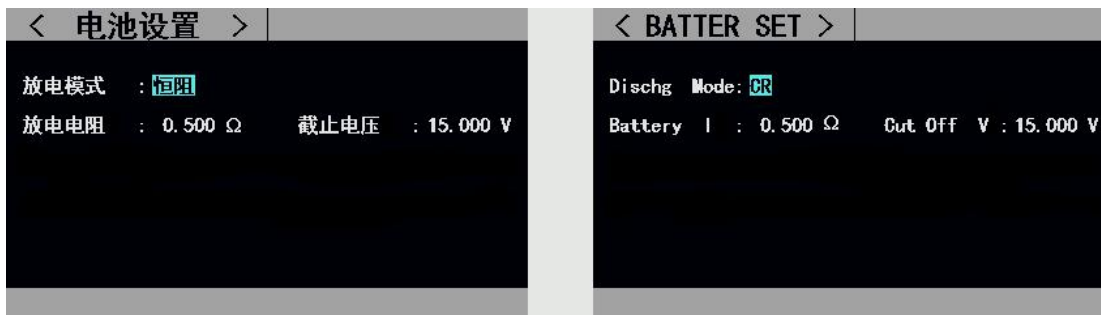 < 电池设置 >
放电模式 : 恒阻
放电电阻 : 0.500 Ω 截止电压 : 15.000 V
< BATTER SET >
Dischg Mode: CR
Battery I : 0.500 Ω Cut Off V : 15.000 V